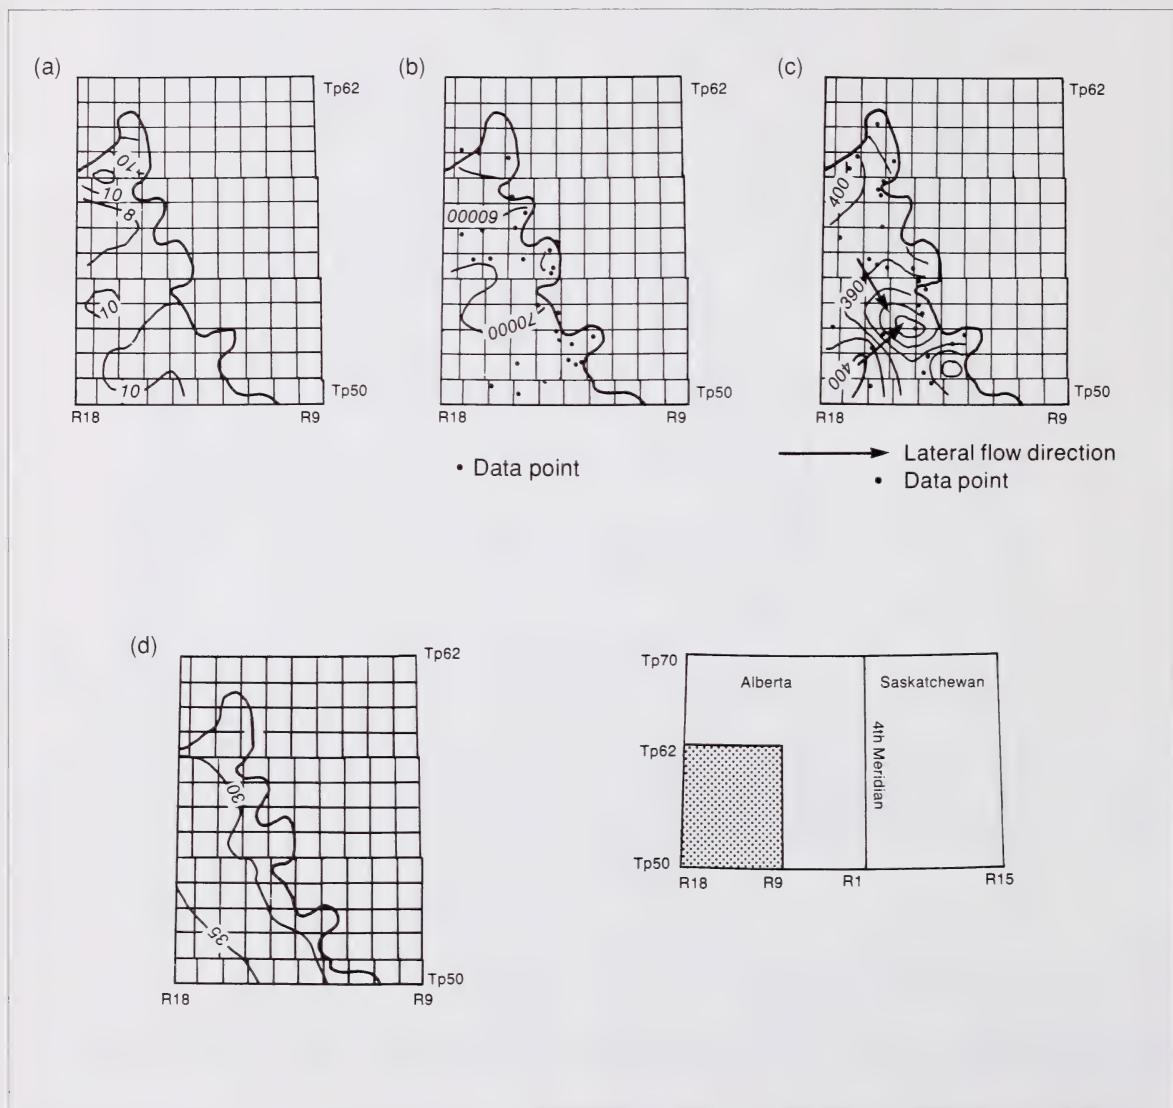 (a)
Tp62
10
10
8
10
10
Tp50
R18
R9
(b)
Tp62
60000
70000
Tp50
R18
R9
• Data point
(c)
Tp62
400
390
400
Tp50
R18
R9
Lateral flow direction
• Data point
(d)
Tp62
30
35
Tp50
R18
R9
Tp70
Alberta
Saskatchewan
4th Meridian
Tp62
Tp50
R18
R9
R1
R15